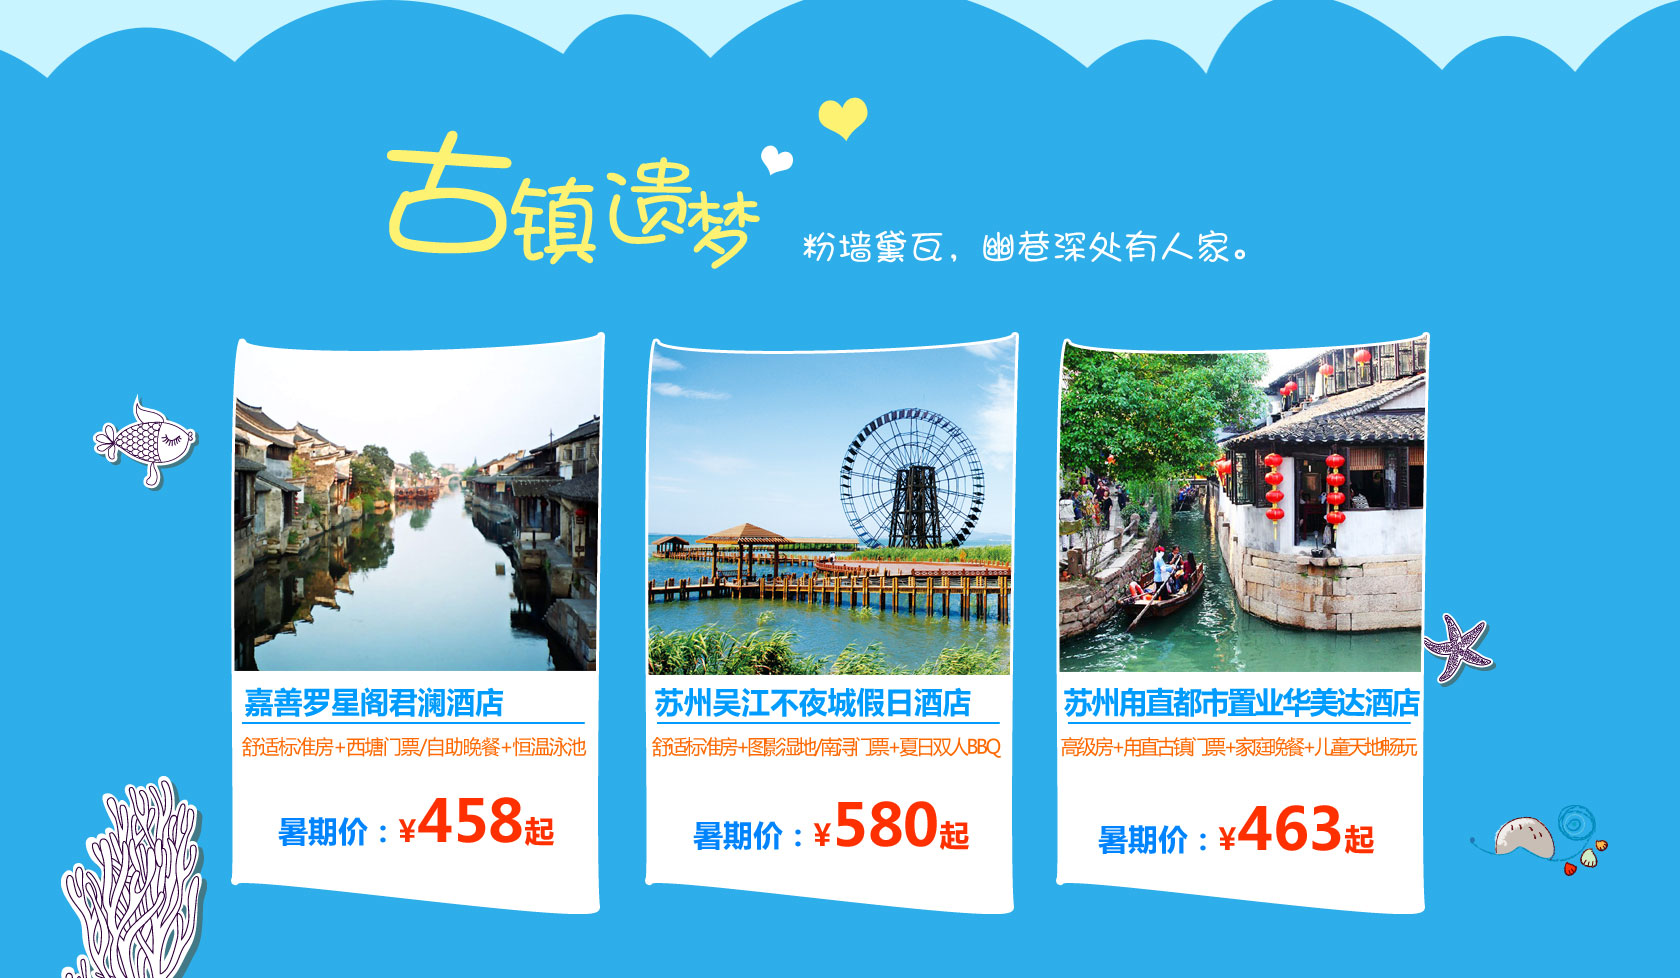 古镇遗梦
粉墙黛瓦，幽巷深处有人家。
嘉善罗星阁君澜酒店
舒适标准房+西塘门票/自助晚餐+恒温泳池
暑期价：¥458起
苏州吴江不夜城假日酒店
舒适标准房+图影湿地/南浔门票+夏日双人BBQ
暑期价：¥580起
苏州甪直都市置业华美达酒店
高级房+甪直古镇门票+家庭晚餐+儿童天地畅玩
暑期价：¥463起